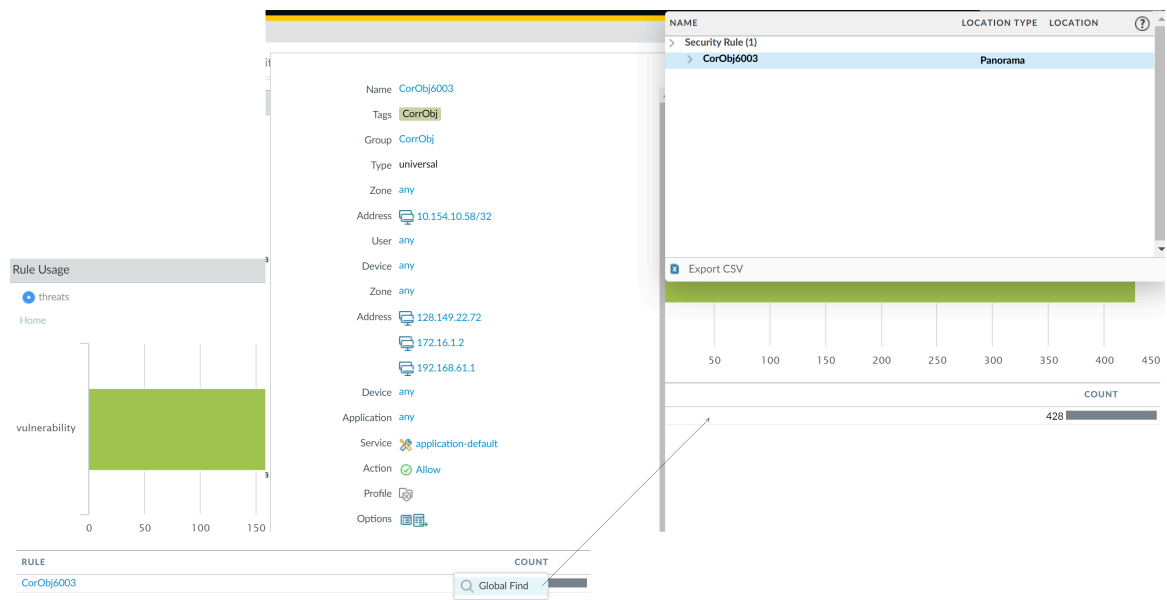 NAME LOCATION TYPE LOCATION ?
Security Rule (1)
CorObj6003 Panorama
Export CSV
Name CorObj6003
Tags CorrObj
Group CorrObj
Type universal
Zone any
Address 10.154.10.58/32
User any
Device any
Zone any
Address 128.149.22.72
172.16.1.2
192.168.61.1
Device any
Application any
Service application-default
Action Allow
Profile
Options
Rule Usage
threats
Home
vulnerability
0 50 100 150
50 100 150 200 250 300 350 400 450
COUNT
428
RULE COUNT
CorObj6003
Global Find